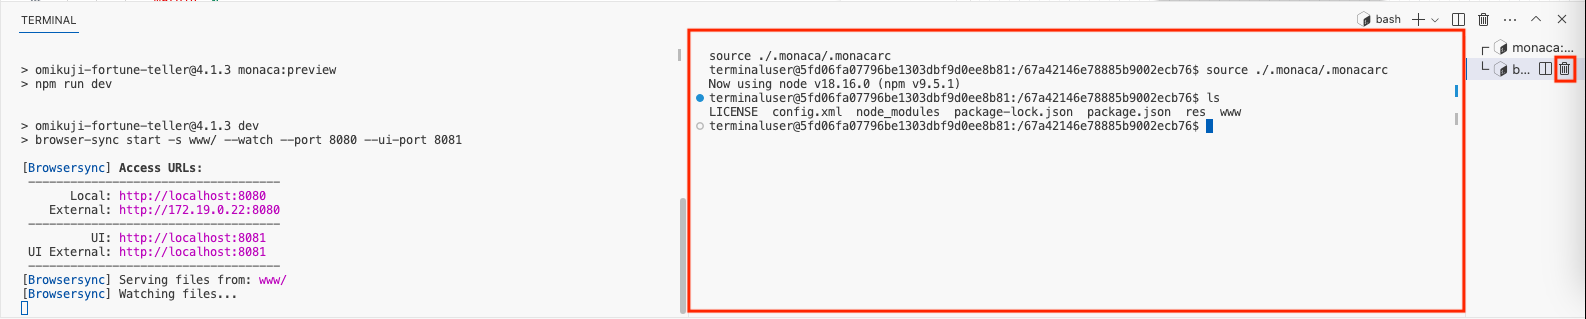 TERMINAL
bash
> omikuji-fortune-teller@4.1.3 monaca:preview
> npm run dev
> omikuji-fortune-teller@4.1.3 dev
> browser-sync start -s www/ --watch --port 8080 --ui-port 8081
[Browsersync] Access URLs:
------------------------------------
Local: http://localhost:8080
External: http://172.19.0.22:8080
------------------------------------
UI: http://localhost:8081
UI External: http://localhost:8081
------------------------------------
[Browsersync] Serving files from: www/
[Browsersync] Watching files...
source ./.monaca/.monacarc
terminaluser@5fd06fa07796be1303dbf9d0ee8b81:/67a42146e78885b9002ecb76$ source ./.monaca/.monacarc
Now using node v18.16.0 (npm v9.5.1)
terminaluser@5fd06fa07796be1303dbf9d0ee8b81:/67a42146e78885b9002ecb76$ ls
LICENSE config.xml node_modules package-lock.json package.json res www
terminaluser@5fd06fa07796be1303dbf9d0ee8b81:/67a42146e78885b9002ecb76$
monaca:...
b...